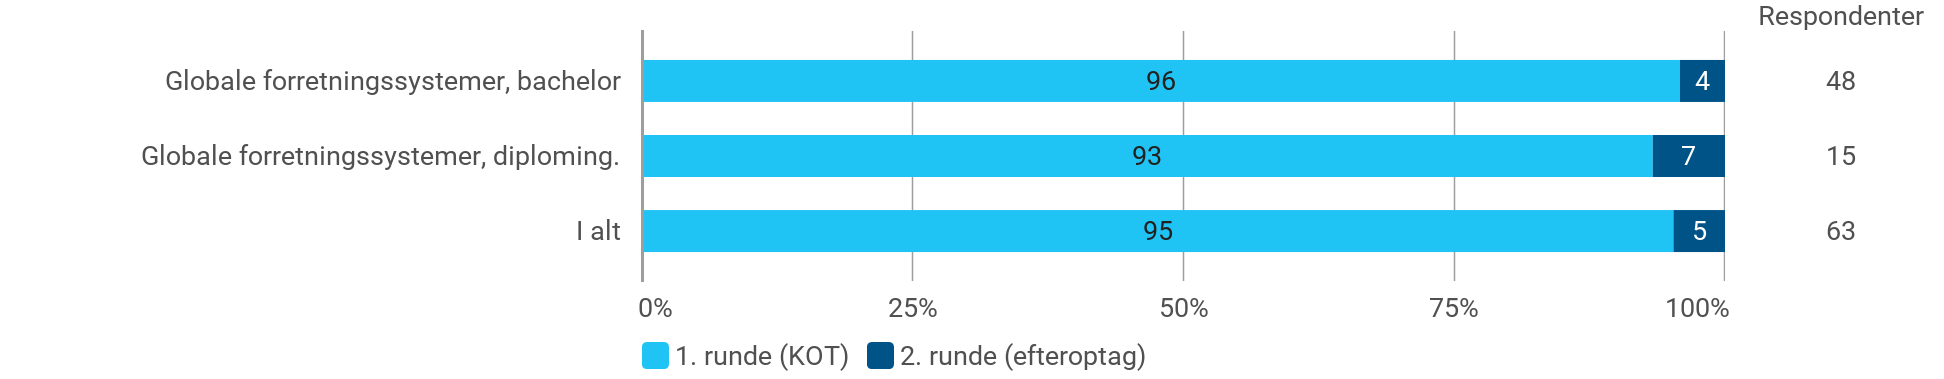 Respondenter
Globale forretningssystemer, bachelor 96 4 48
Globale forretningssystemer, diploming. 93 7 15
I alt 95 5 63
0% 25% 50% 75% 100%
1. runde (KOT) 2. runde (efteroptag)